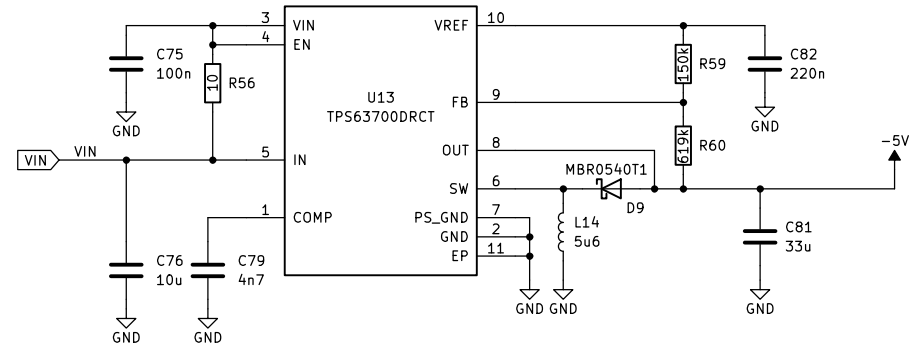 3 VIN
4 EN
VREF 10
C75
100n
10 R56
150k R59
C82
220n
U13
TPS63700DRCT
FB 9
GND
GND
619k R60
OUT 8
-5V
VIN VIN
5 IN
MBR0540T1
SW 6
D9
1 COMP
PS_GND 7
GND 2
EP 11
L14
5u6
C81
33u
C76
10u
C79
4n7
GND
GND
GND
GND
GND